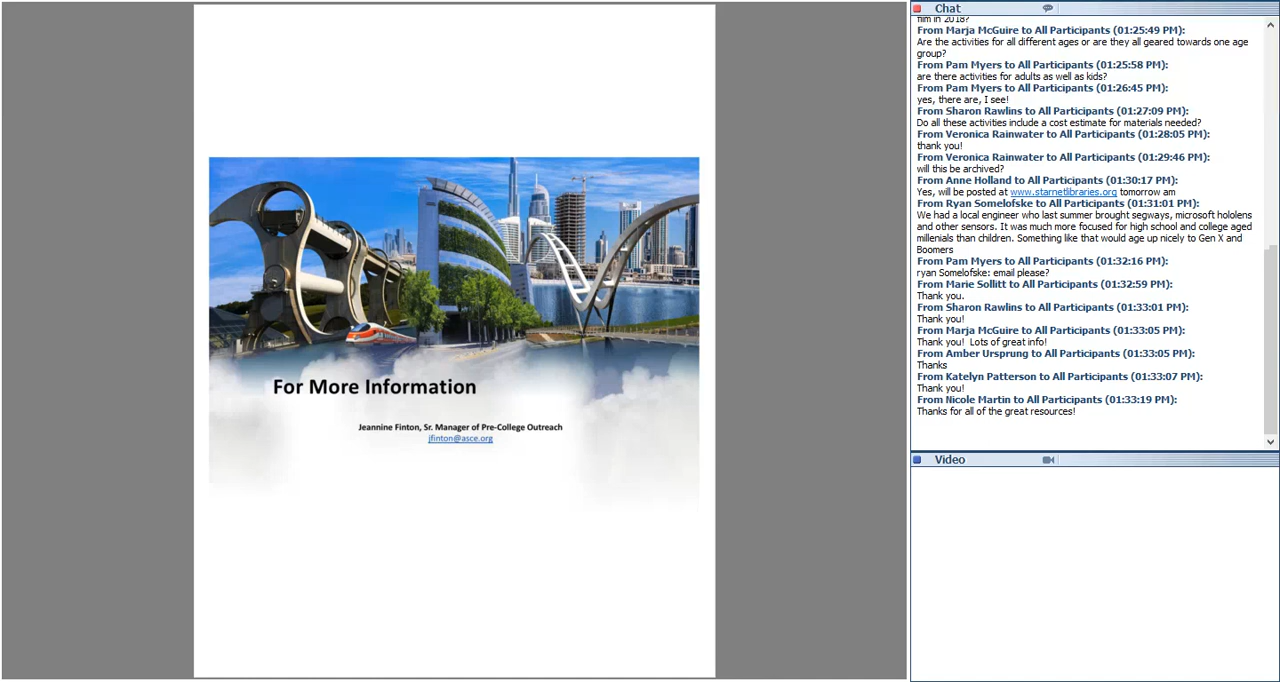 For More Information
Jeannine Finton, Sr. Manager of Pre-College Outreach
jfinton@asce.org
Chat
film in 2018?
From Marja McGuire to All Participants (01:25:49 PM):
Are the activities for all different ages or are they all geared towards one age
group?
From Pam Myers to All Participants (01:25:58 PM):
are there activities for adults as well as kids?
From Pam Myers to All Participants (01:26:45 PM):
yes, there are, I see!
From Sharon Rawlins to All Participants (01:27:09 PM):
Do all these activities include a cost estimate for materials needed?
From Veronica Rainwater to All Participants (01:28:05 PM):
thank you!
From Veronica Rainwater to All Participants (01:29:46 PM):
will this be archived?
From Anne Holland to All Participants (01:30:17 PM):
Yes, will be posted at www.starnetlibraries.org tomorrow am
From Ryan Somelofske to All Participants (01:31:01 PM):
We had a local engineer who last summer brought segways, microsoft hololens
and other sensors. It was much more focused for high school and college aged
millenials than children. Something like that would age up nicely to Gen X and
Boomers
From Pam Myers to All Participants (01:32:16 PM):
ryan Somelofske: email please?
From Marie Sollitt to All Participants (01:32:59 PM):
Thank you.
From Sharon Rawlins to All Participants (01:33:01 PM):
Thank you!
From Marja McGuire to All Participants (01:33:05 PM):
Thank you!  Lots of great info!
From Amber Ursprung to All Participants (01:33:05 PM):
Thanks
From Katelyn Patterson to All Participants (01:33:07 PM):
Thank you!
From Nicole Martin to All Participants (01:33:19 PM):
Thanks for all of the great resources!
Video